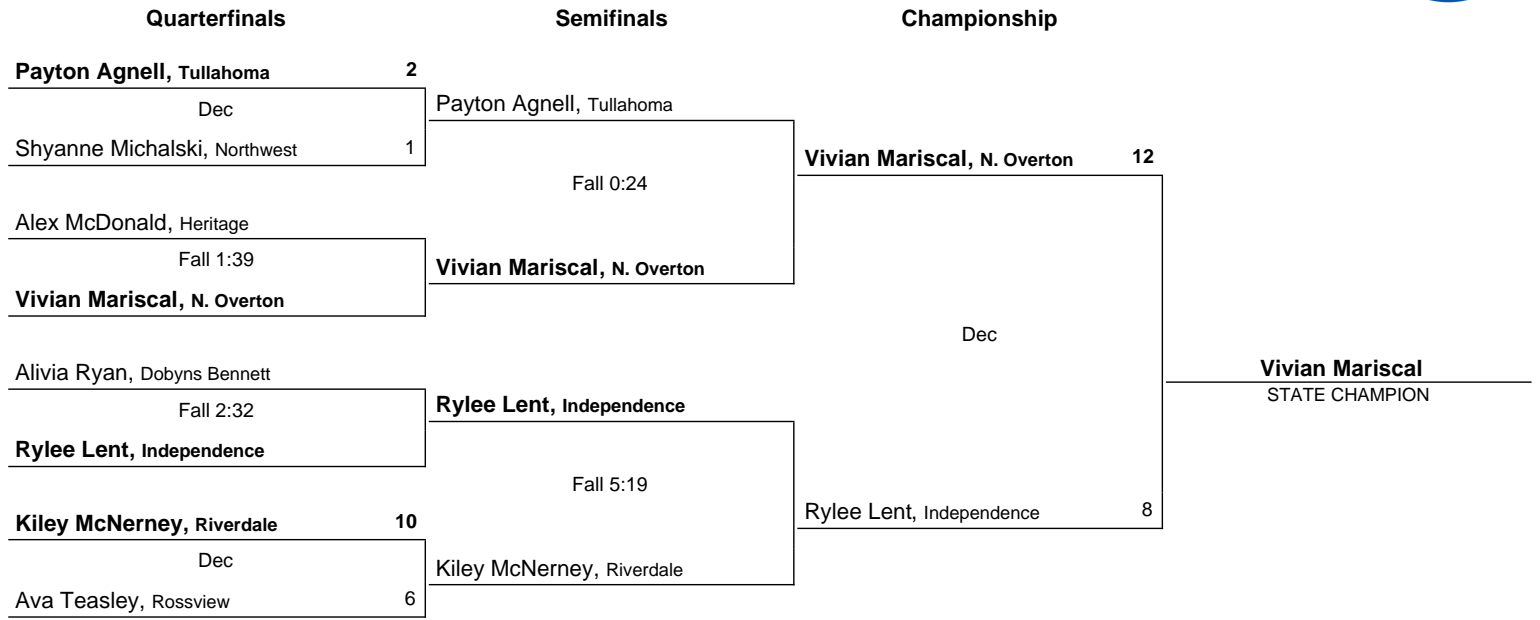 Quarterfinals Semifinals Championship
Payton Agnell, Tullahoma 2
Dec
Shyanne Michalski, Northwest 1
Alex McDonald, Heritage
Fall 1:39
Vivian Mariscal, N. Overton
Alivia Ryan, Dobyns Bennett
Fall 2:32
Rylee Lent, Independence
Kiley McNerney, Riverdale 10
Dec
Ava Teasley, Rossview 6
Payton Agnell, Tullahoma
Fall 0:24
Vivian Mariscal, N. Overton
Rylee Lent, Independence
Fall 5:19
Kiley McNerney, Riverdale
Vivian Mariscal, N. Overton 12
Dec
Rylee Lent, Independence 8
Vivian Mariscal
STATE CHAMPION